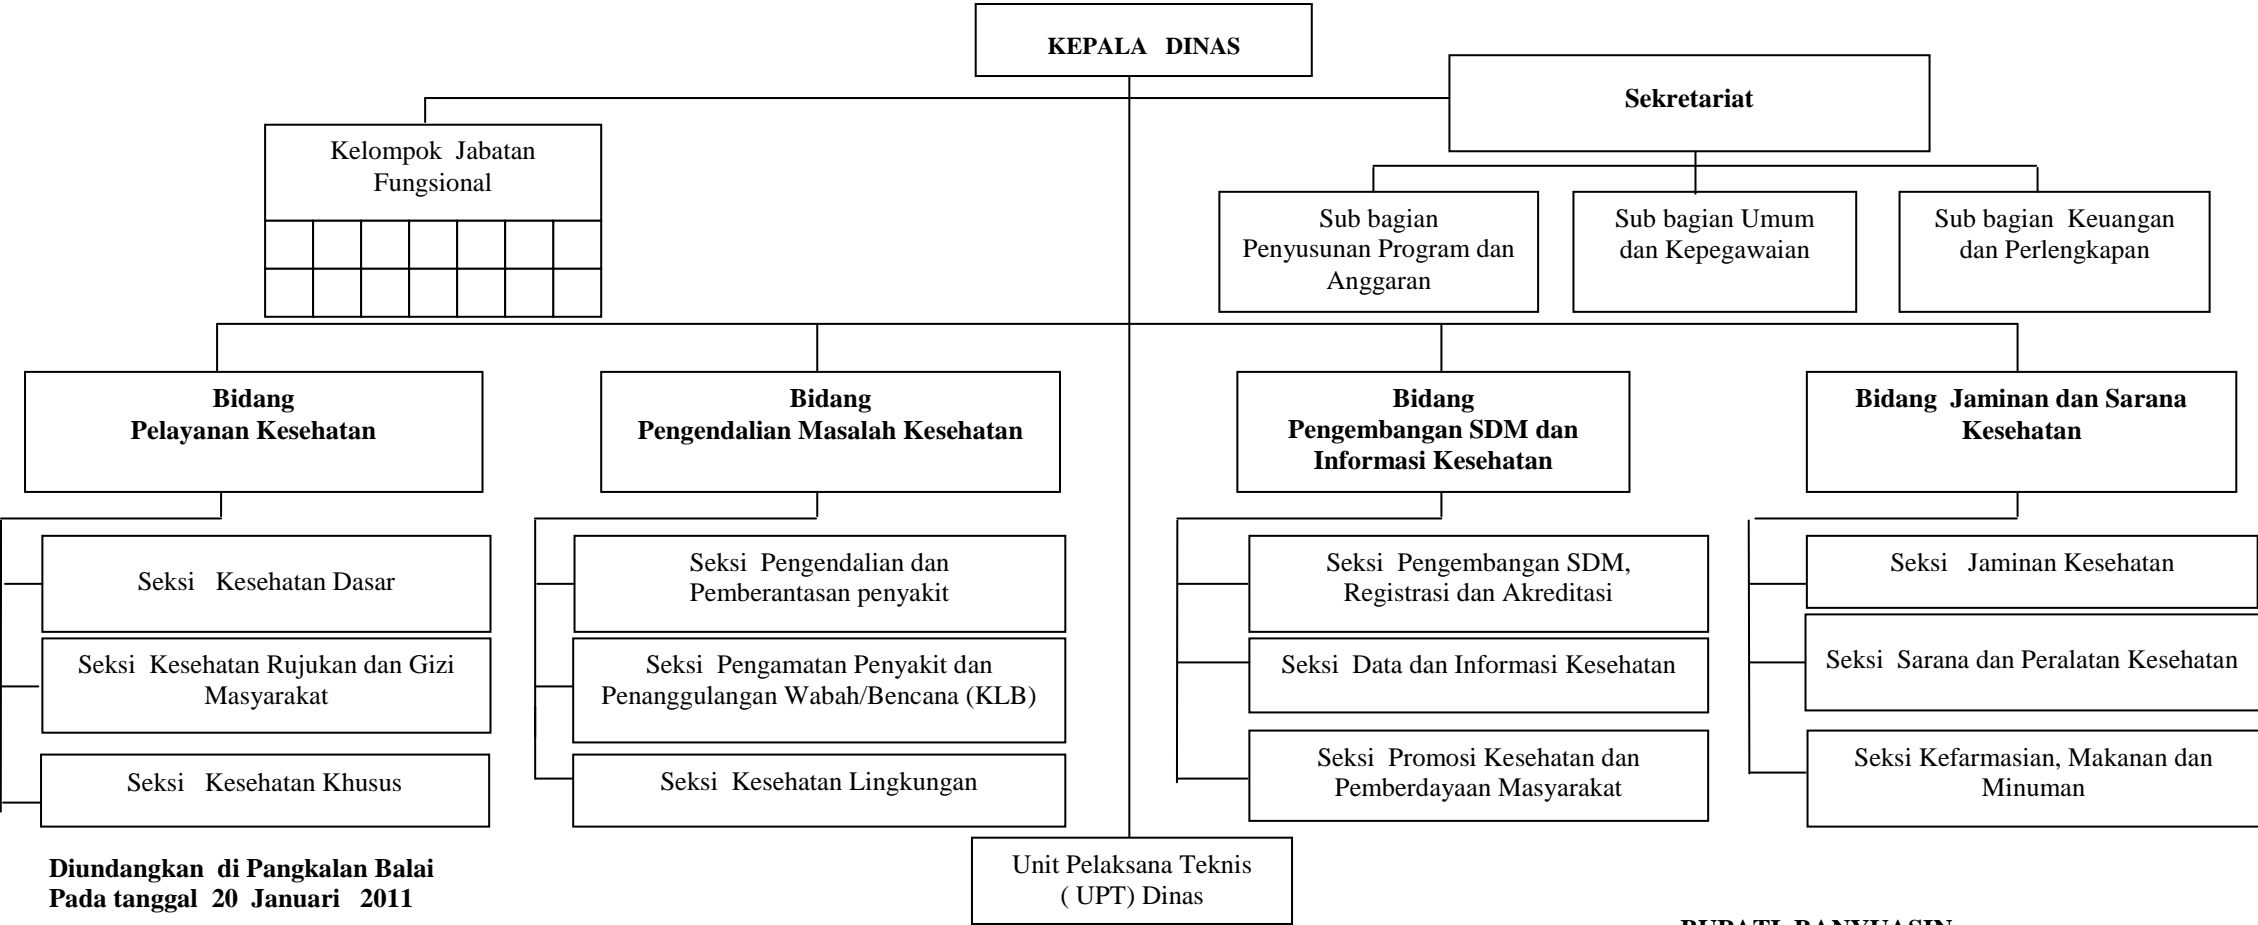 KEPALA DINAS
Sekretariat
Kelompok Jabatan
Fungsional
Sub bagian
Penyusunan Program dan
Anggaran
Sub bagian Umum
dan Kepegawaian
Sub bagian Keuangan
dan Perlengkapan
Bidang
Pelayanan Kesehatan
Bidang
Pengendalian Masalah Kesehatan
Bidang
Pengembangan SDM dan
Informasi Kesehatan
Bidang Jaminan dan Sarana
Kesehatan
Seksi Kesehatan Dasar
Seksi Kesehatan Rujukan dan Gizi
Masyarakat
Seksi Kesehatan Khusus
Seksi Pengendalian dan
Pemberantasan penyakit
Seksi Pengamatan Penyakit dan
Penanggulangan Wabah/Bencana (KLB)
Seksi Kesehatan Lingkungan
Seksi Pengembangan SDM,
Registrasi dan Akreditasi
Seksi Data dan Informasi Kesehatan
Seksi Promosi Kesehatan dan
Pemberdayaan Masyarakat
Seksi Jaminan Kesehatan
Seksi Sarana dan Peralatan Kesehatan
Seksi Kefarmasian, Makanan dan
Minuman
Unit Pelaksana Teknis
( UPT) Dinas
Diundangkan di Pangkalan Balai
Pada tanggal 20 Januari 2011
BUPATI BANYUASIN